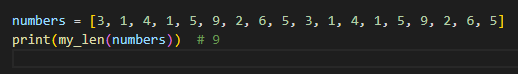 numbers = [3, 1, 4, 1, 5, 9, 2, 6, 5, 3, 1, 4, 1, 5, 9, 2, 6, 5]
print(my_len(numbers))  # 9